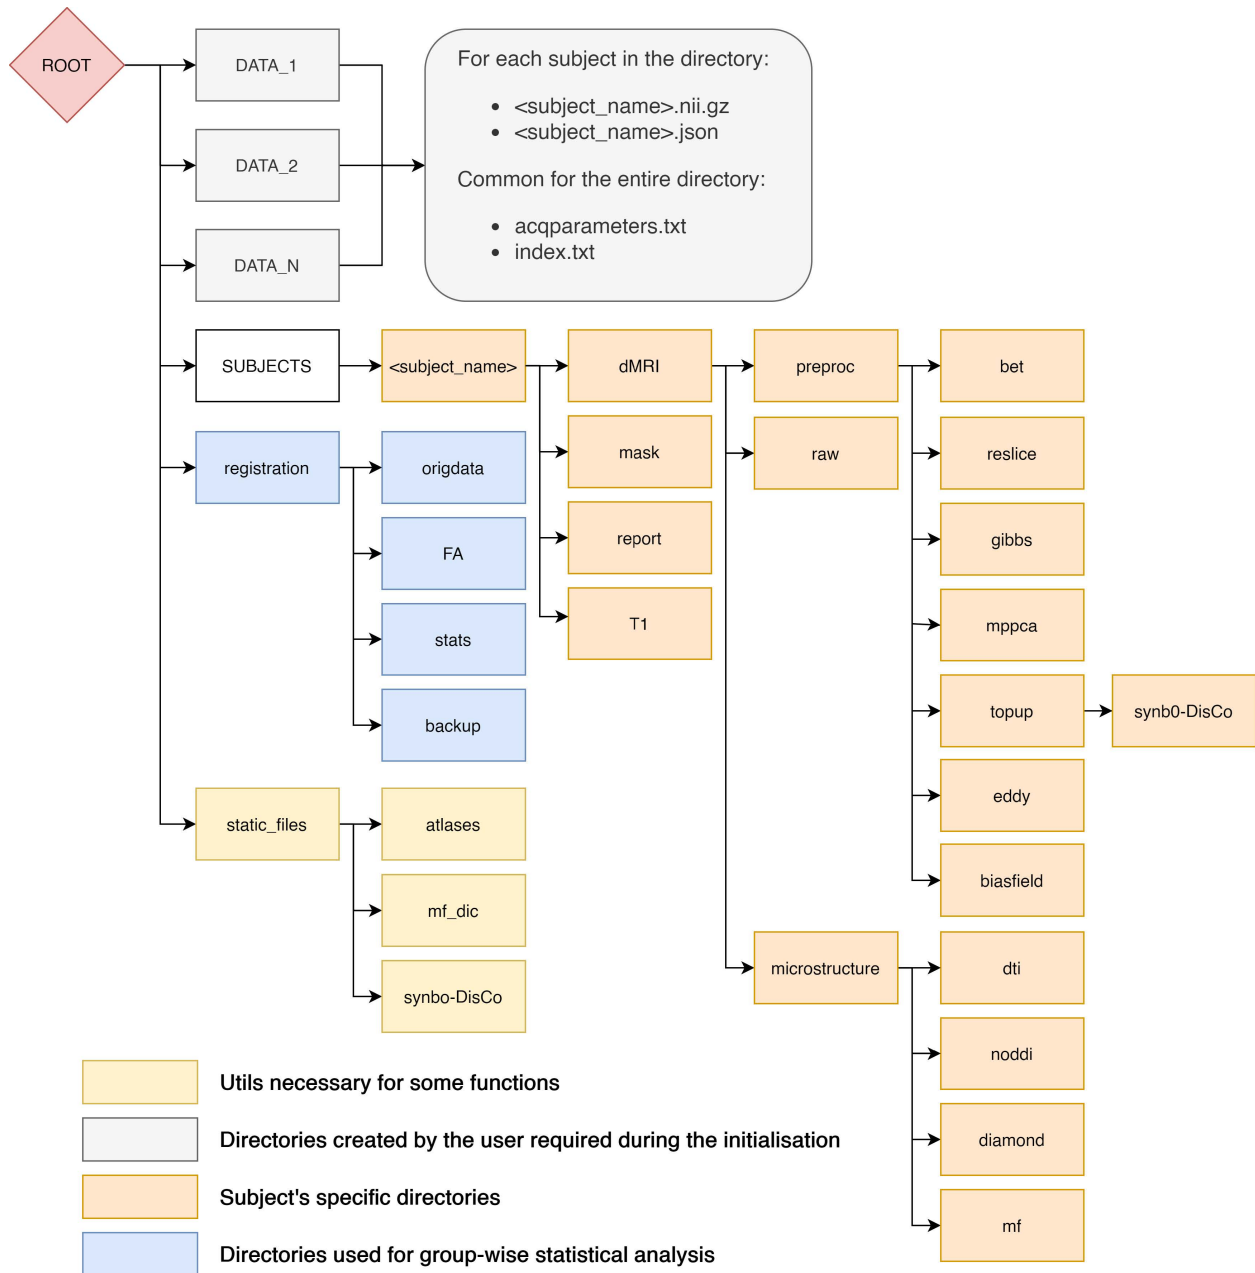 ROOT
DATA_1
DATA_2
DATA_N
For each subject in the directory:
• <subject_name>.nii.gz
• <subject_name>.json
Common for the entire directory:
• acqparameters.txt
• index.txt
SUBJECTS
<subject_name>
dMRI
preproc
bet
mask
raw
reslice
report
gibbs
T1
mppca
topup
synb0-DisCo
eddy
biasfield
registration
origdata
FA
stats
backup
static_files
atlases
mf_dic
synbo-DisCo
microstructure
dti
noddi
diamond
mf
Utils necessary for some functions
Directories created by the user required during the initialisation
Subject's specific directories
Directories used for group-wise statistical analysis